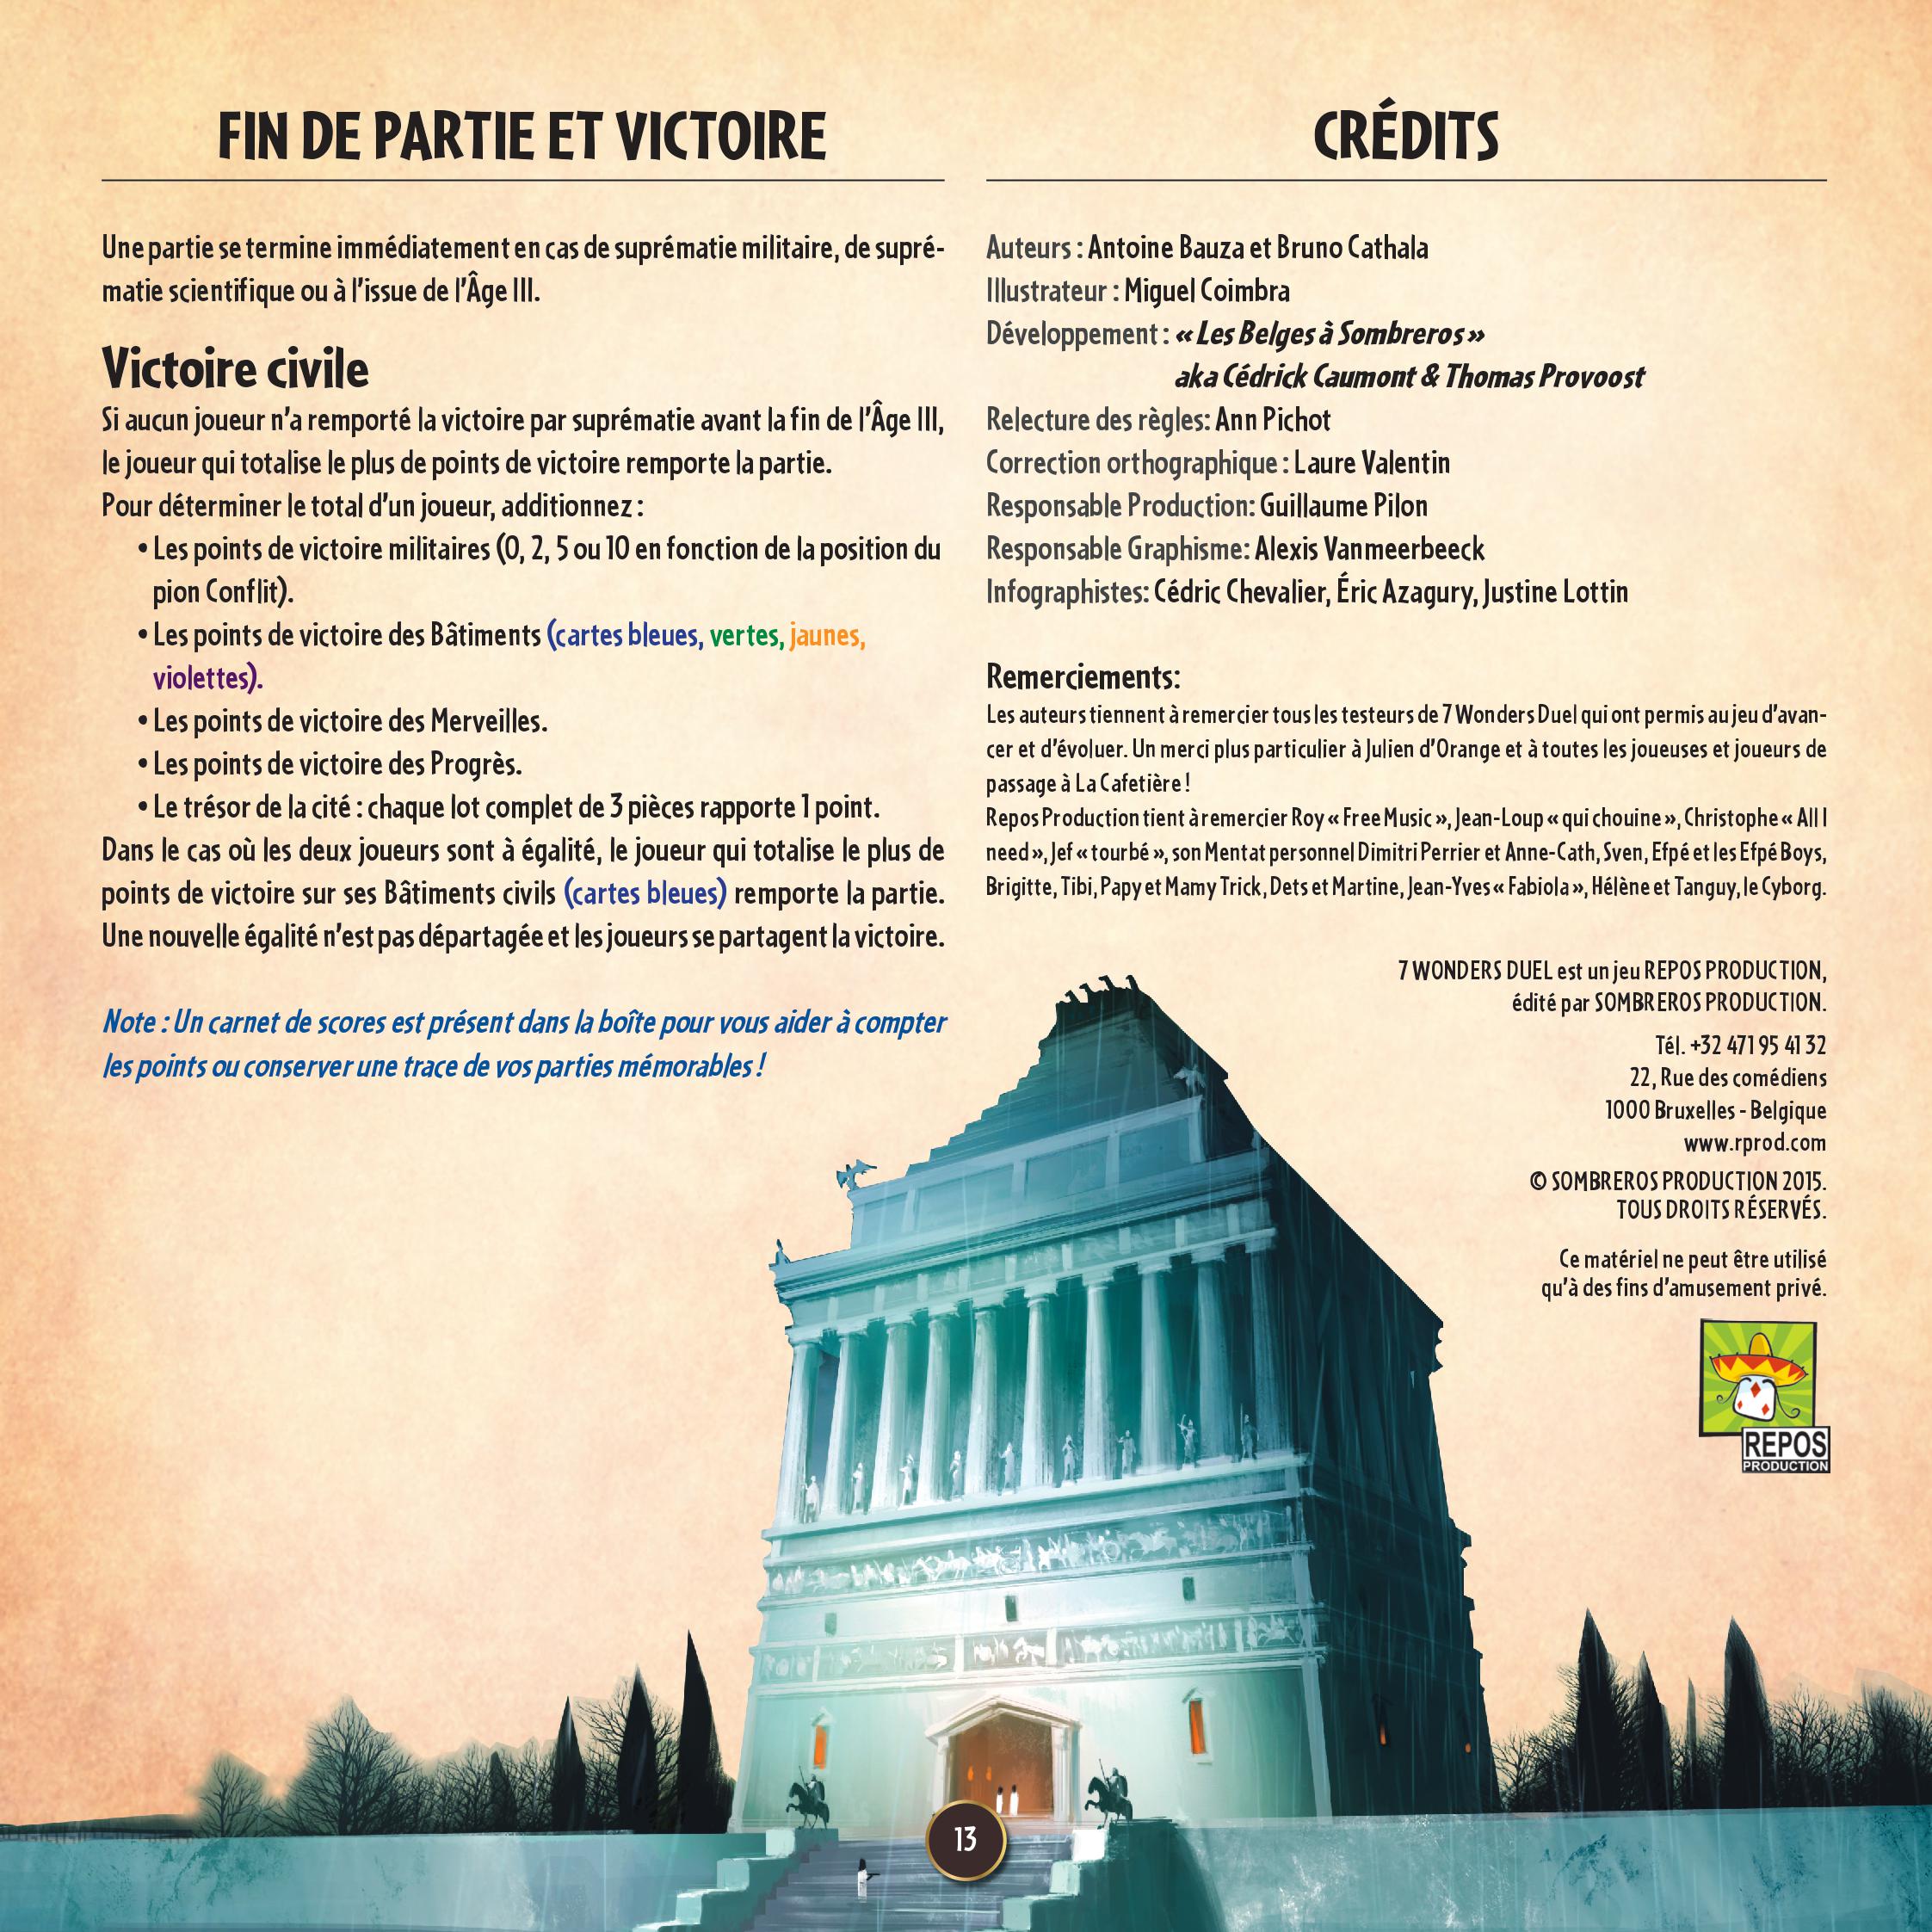 FIN DE PARTIE ET VICTOIRE
Une partie se termine immédiatement en cas de suprématie militaire, de supré-
matie scientifique ou à l'issue de l'Âge III.
Victoire civile
Si aucun joueur n'a remporté la victoire par suprématie avant la fin de l'Âge III,
le joueur qui totalise le plus de points de victoire remporte la partie.
Pour déterminer le total d'un joueur, additionnez :
• Les points de victoire militaires (0, 2, 5 ou 10 en fonction de la position du
pion Conflit).
• Les points de victoire des Bâtiments (cartes bleues, vertes, jaunes,
violettes).
• Les points de victoire des Merveilles.
• Les points de victoire des Progrès.
• Le trésor de la cité : chaque lot complet de 3 pièces rapporte 1 point.
Dans le cas où les deux joueurs sont à égalité, le joueur qui totalise le plus de
points de victoire sur ses Bâtiments civils (cartes bleues) remporte la partie.
Une nouvelle égalité n'est pas départagée et les joueurs se partagent la victoire.
Note : Un carnet de scores est présent dans la boîte pour vous aider à compter
les points ou conserver une trace de vos parties mémorables !
CRÉDITS
Auteurs : Antoine Bauza et Bruno Cathala
Illustrateur : Miguel Coimbra
Développement : « Les Belges à Sombreros »
aka Cédrick Caumont & Thomas Provoost
Relecture des règles: Ann Pichot
Correction orthographique : Laure Valentin
Responsable Production: Guillaume Pilon
Responsable Graphisme: Alexis Vanmeerbeeck
Infographistes: Cédric Chevalier, Éric Azagury, Justine Lottin
Remerciements:
Les auteurs tiennent à remercier tous les testeurs de 7 Wonders Duel qui ont permis au jeu d'avan-
cer et d'évoluer. Un merci plus particulier à Julien d'Orange et à toutes les joueuses et joueurs de
passage à La Cafetière !
Repos Production tient à remercier Roy « Free Music », Jean-Loup « qui chouine », Christophe « All I
need », Jef « tourbé », son Mentat personnel Dimitri Perrier et Anne-Cath, Sven, Efpé et les Efpé Boys,
Brigitte, Tibi, Papy et Mamy Trick, Dets et Martine, Jean-Yves « Fabiola », Hélène et Tanguy, le Cyborg.
7 WONDERS DUEL est un jeu REPOS PRODUCTION,
édité par SOMBREROS PRODUCTION.
Tél. +32 471 95 41 32
22, Rue des comédiens
1000 Bruxelles - Belgique
www.rprod.com
© SOMBREROS PRODUCTION 2015.
TOUS DROITS RÉSERVÉS.
Ce matériel ne peut être utilisé
qu'à des fins d'amusement privé.
REPOS
PRODUCTION
13